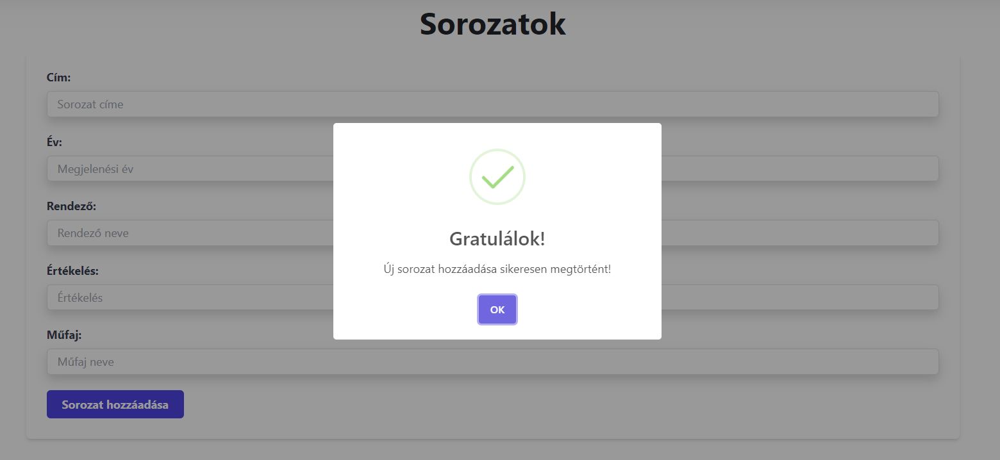 Sorozatok
Cím:
Sorozat címe
Év:
Megjelenési év
Rendező:
Rendező neve
Értékelés:
Értékelés
Műfaj:
Műfaj neve
Sorozat hozzáadása
Gratulálok!
Új sorozat hozzáadása sikeresen megtörtént!
OK